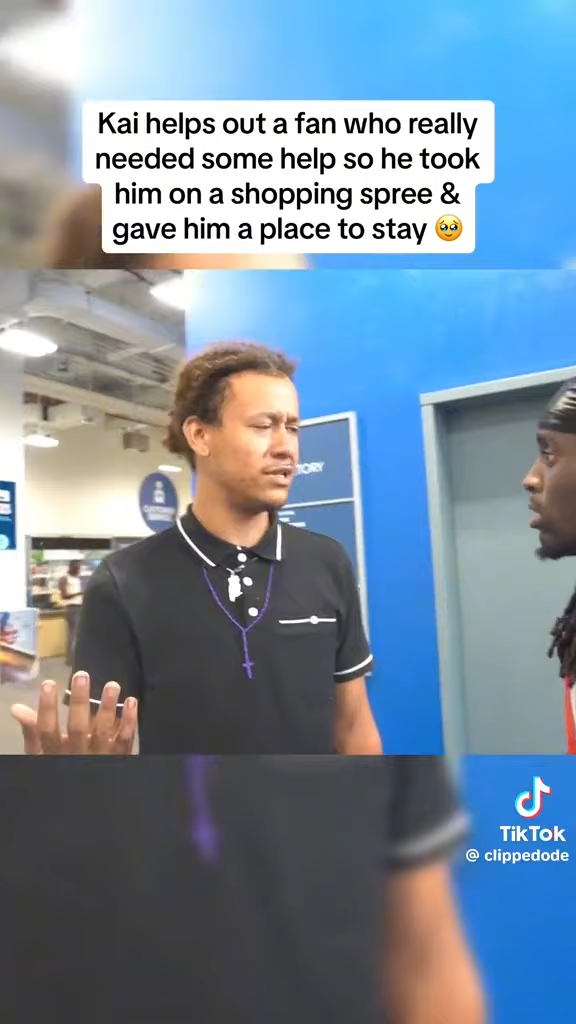 Kai helps out a fan who really
needed some help so he took
him on a shopping spree &
gave him a place to stay 🥹
CUSTOMER
TikTok
@ clippedode